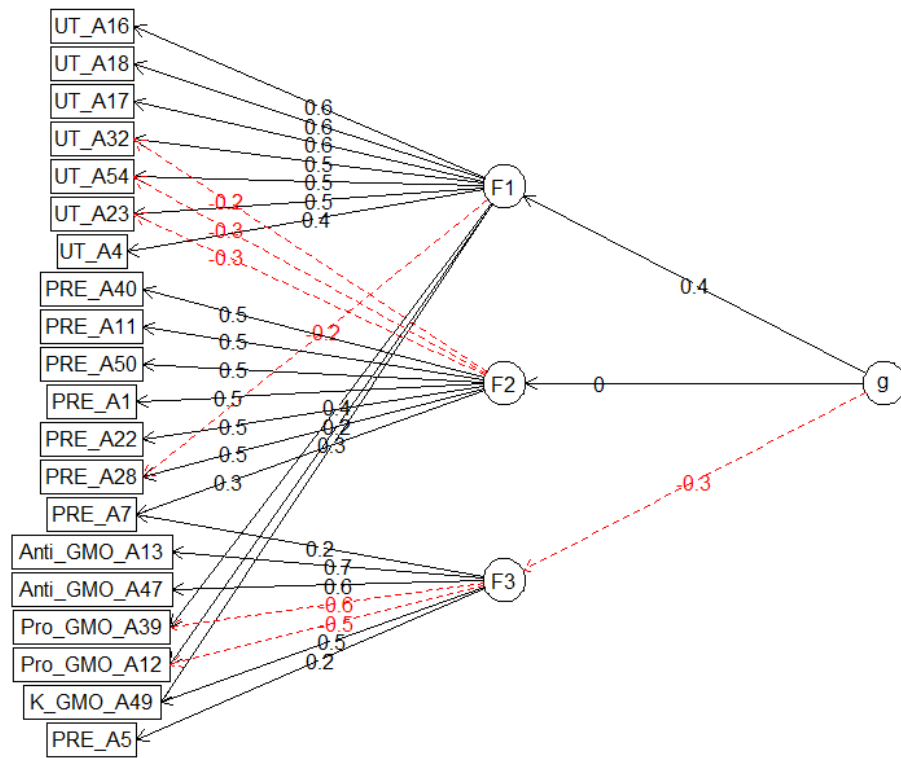 UT_A16
UT_A18
UT_A17
UT_A32
UT_A54
UT_A23
UT_A4
PRE_A40
PRE_A11
PRE_A50
PRE_A1
PRE_A22
PRE_A28
PRE_A7
Anti_GMO_A13
Anti_GMO_A47
Pro_GMO_A39
Pro_GMO_A12
K_GMO_A49
PRE_A5
0.6
0.6
0.6
0.5
0.5
0.5
0.4
-0.2
-0.3
-0.3
-0.2
0.5
0.5
0.5
0.5
0.5
0.5
0.3
0.4
0.2
0.3
0.2
0.7
0.6
-0.6
-0.5
0.5
0.2
F1
F2
F3
0.4
0
-0.3
g